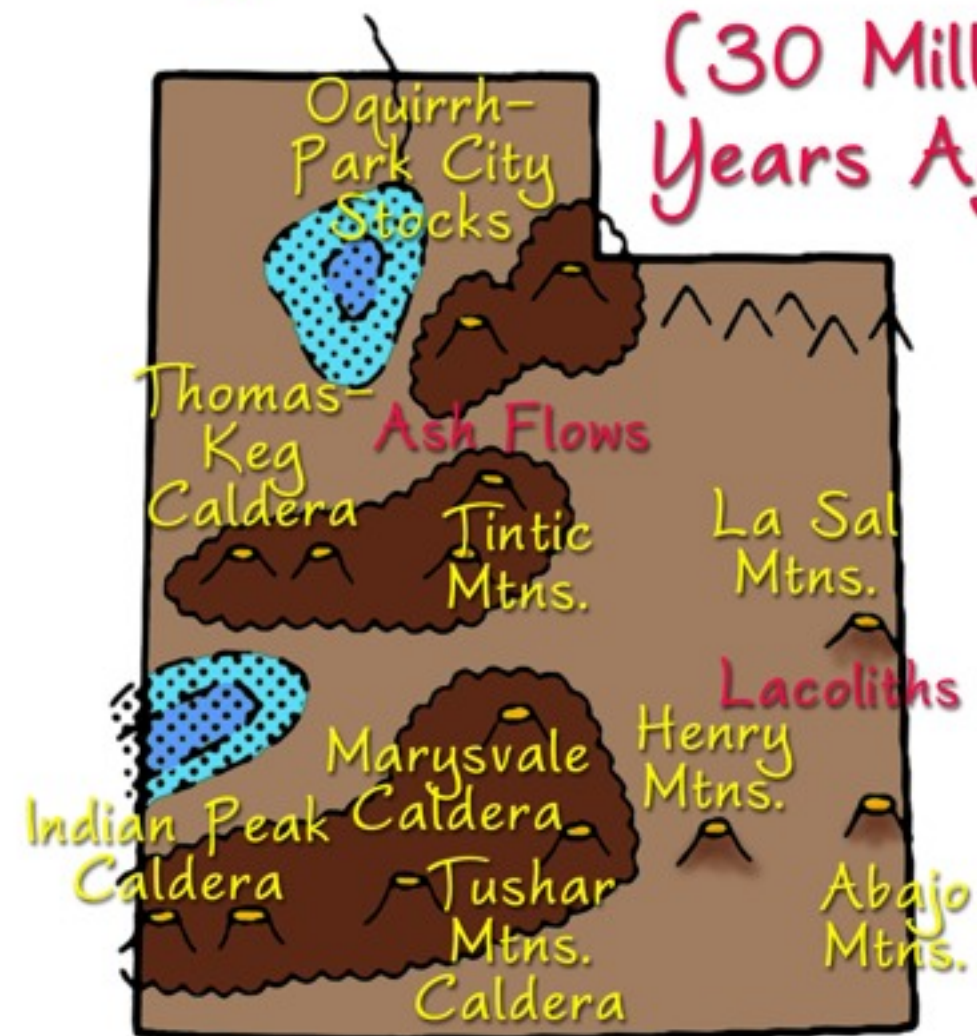 (30 Mill
Years A
Oquirrh-
Park City
Stocks
Thomas-
Keg
Caldera
Ash Flows
Tintic
Mtns.
La Sal
Mtns.
Lacoliths
Henry
Mtns.
Marysvale
Caldera
Indian Peak
Caldera
Tushar
Mtns.
Caldera
Abajo
Mtns.